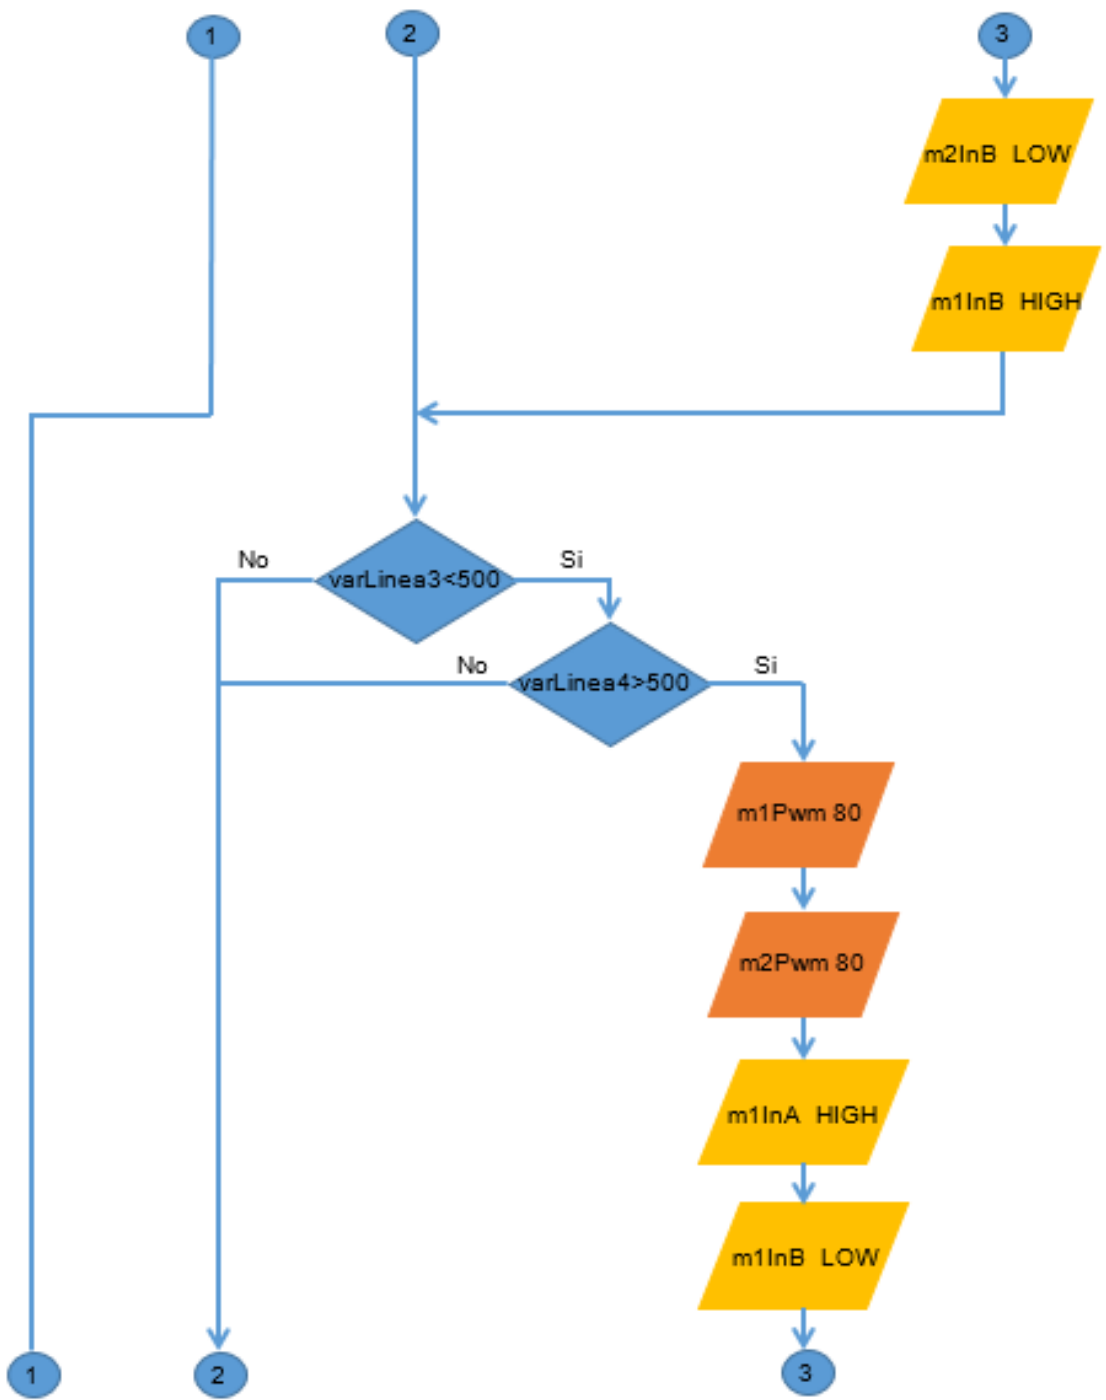 1
2
3
m2InB LOW
m1InB HIGH
No
Si
varLinea3<500
No
Si
varLinea4>500
m1Pwm 80
m2Pwm 80
m1InA HIGH
m1InB LOW
1
2
3